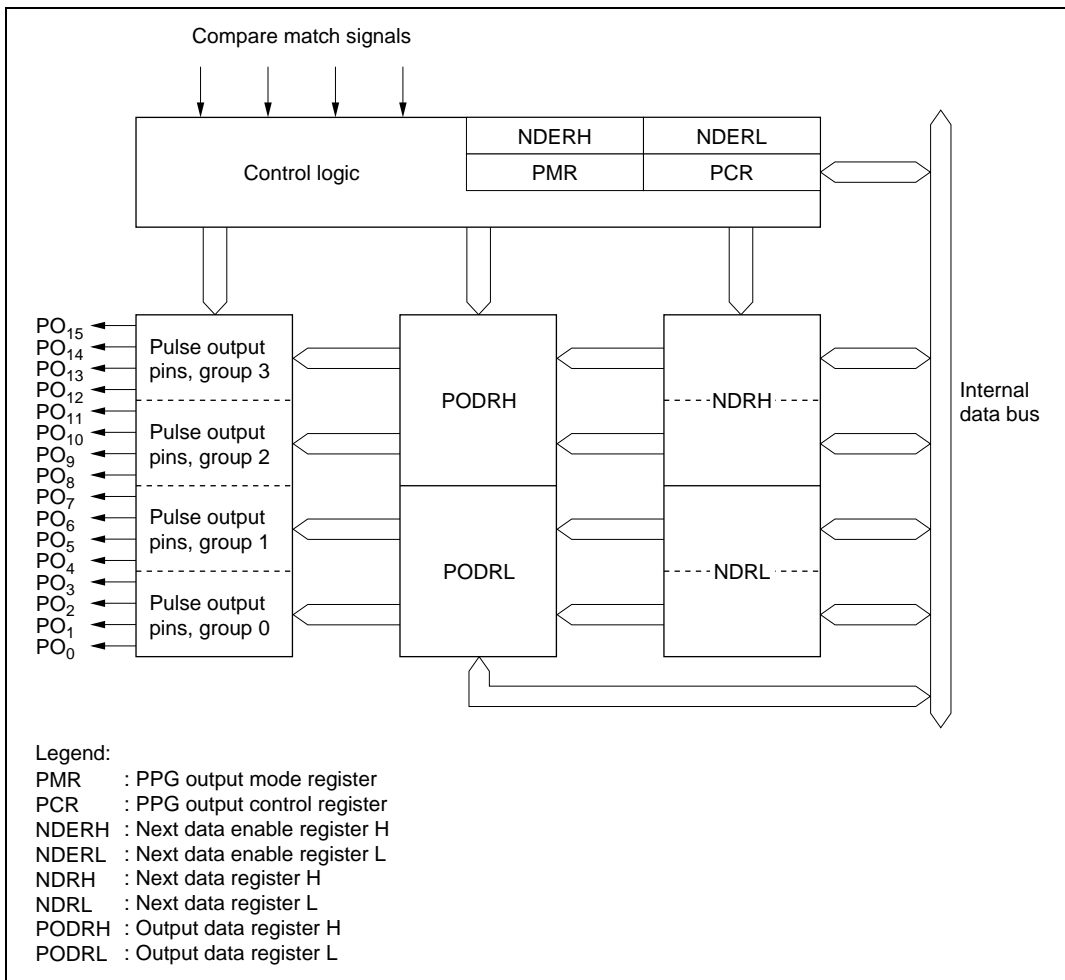 Compare match signals
NDERH NDERL
Control logic PMR PCR
PO15
PO14
PO13
PO12
PO11
PO10
PO9
PO8
PO7
PO6
PO5
PO4
PO3
PO2
PO1
PO0
Pulse output
pins, group 3
Pulse output
pins, group 2
Pulse output
pins, group 1
Pulse output
pins, group 0
PODRH
PODRL
NDRH
NDRL
Internal
data bus
Legend:
PMR : PPG output mode register
PCR : PPG output control register
NDERH : Next data enable register H
NDERL : Next data enable register L
NDRH : Next data register H
NDRL : Next data register L
PODRH : Output data register H
PODRL : Output data register L